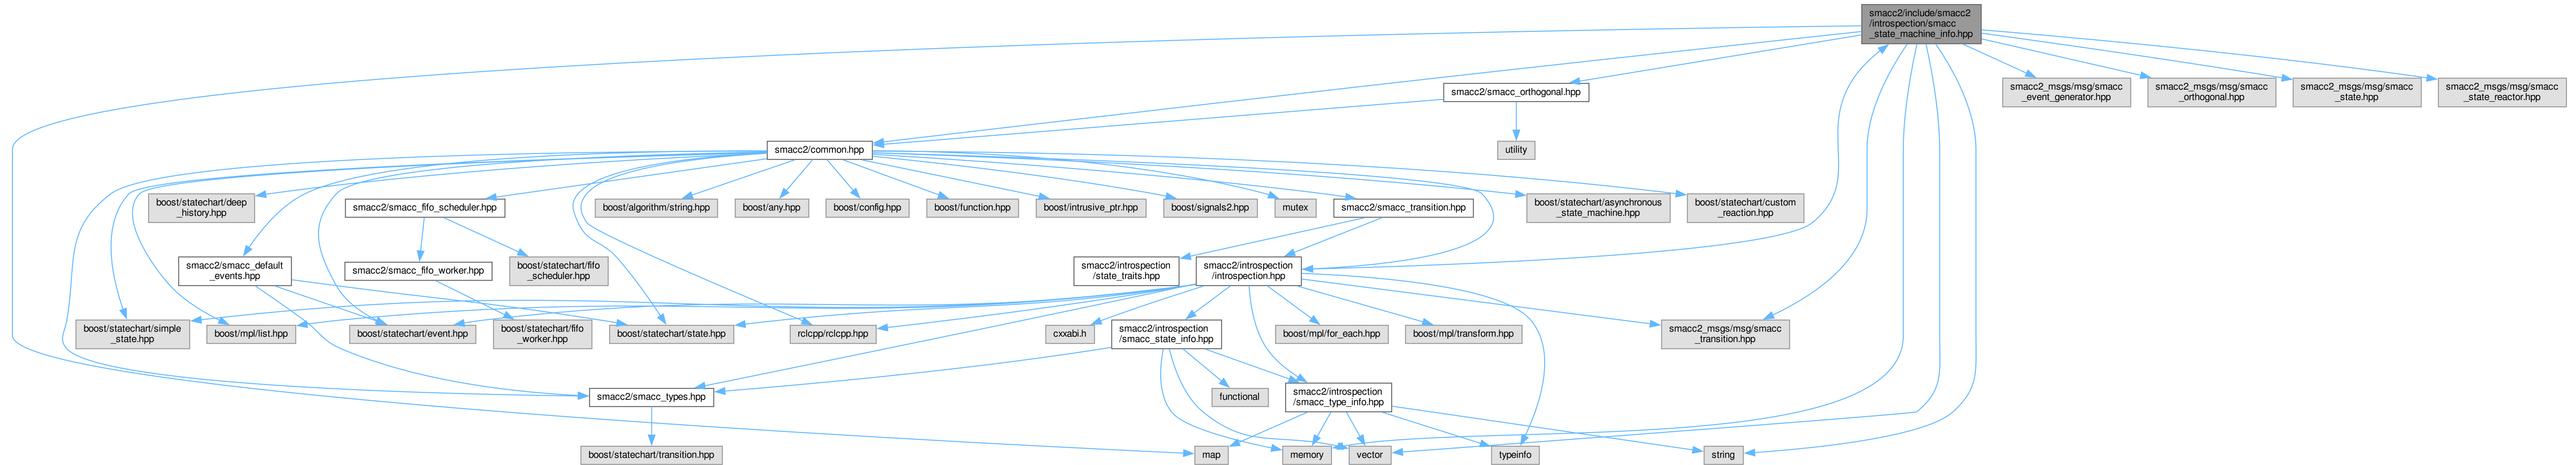 smacc2/include/smacc2
/introspection/smacc
_state_machine_info.hpp
smacc2/smacc_orthogonal.hpp
smacc2_msgs/msg/smacc
_event_generator.hpp
smacc2_msgs/msg/smacc
_orthogonal.hpp
smacc2_msgs/msg/smacc
_state.hpp
smacc2_msgs/msg/smacc
_state_reactor.hpp
smacc2/common.hpp
utility
boost/statechart/deep
_history.hpp
smacc2/smacc_fifo_scheduler.hpp
boost/algorithm/string.hpp
boost/any.hpp
boost/config.hpp
boost/function.hpp
boost/intrusive_ptr.hpp
boost/signals2.hpp
mutex
smacc2/smacc_transition.hpp
boost/statechart/asynchronous
_state_machine.hpp
boost/statechart/custom
_reaction.hpp
smacc2/smacc_default
_events.hpp
smacc2/smacc_fifo_worker.hpp
boost/statechart/fifo
_scheduler.hpp
smacc2/introspection
/state_traits.hpp
smacc2/introspection
/introspection.hpp
boost/statechart/simple
_state.hpp
boost/mpl/list.hpp
boost/statechart/event.hpp
boost/statechart/fifo
_worker.hpp
boost/statechart/state.hpp
rclcpp/rclcpp.hpp
cxxabi.h
smacc2/introspection
/smacc_state_info.hpp
boost/mpl/for_each.hpp
boost/mpl/transform.hpp
smacc2_msgs/msg/smacc
_transition.hpp
smacc2/smacc_types.hpp
functional
smacc2/introspection
/smacc_type_info.hpp
boost/statechart/transition.hpp
map
memory
vector
typeinfo
string